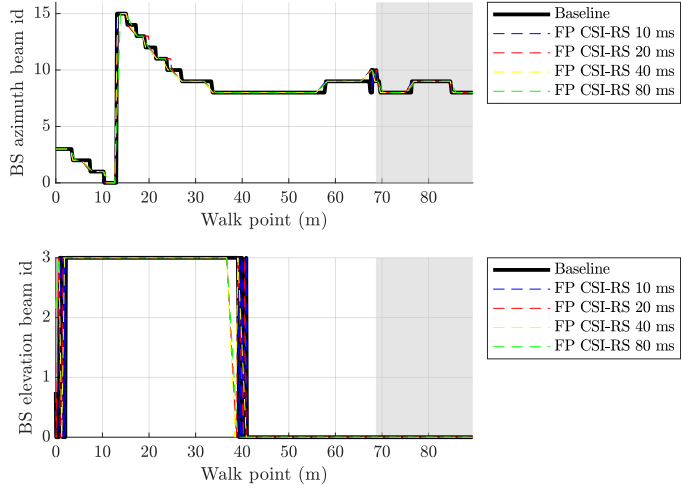 BS azimuth beam id
15
10
5
0
0 10 20 30 40 50 60 70 80
Walk point (m)
Baseline
FP CSI-RS 10 ms
FP CSI-RS 20 ms
FP CSI-RS 40 ms
FP CSI-RS 80 ms
BS elevation beam id
3
2
1
0
0 10 20 30 40 50 60 70 80
Walk point (m)
Baseline
FP CSI-RS 10 ms
FP CSI-RS 20 ms
FP CSI-RS 40 ms
FP CSI-RS 80 ms